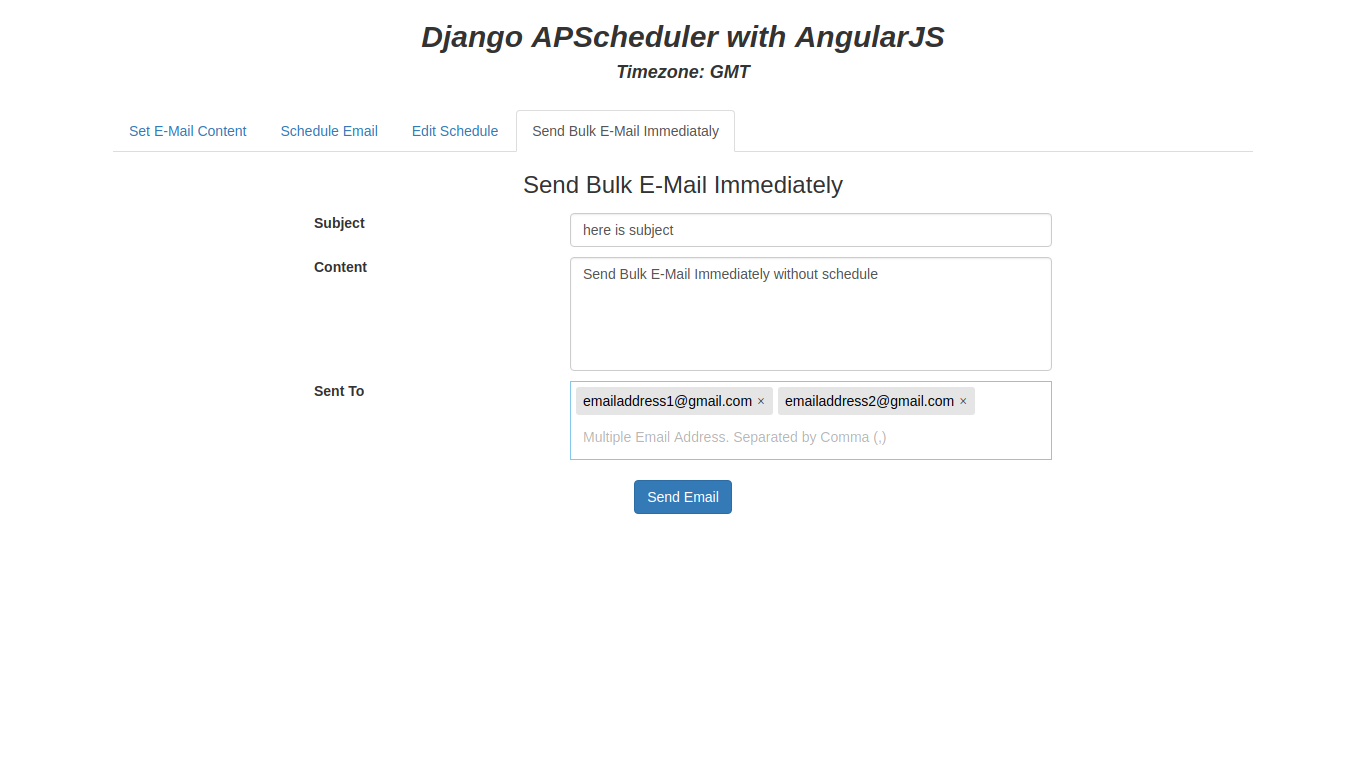 Django APScheduler with AngularJS
Timezone: GMT
Set E-Mail Content Schedule Email Edit Schedule Send Bulk E-Mail Immediataly
Send Bulk E-Mail Immediately
Subject here is subject
Content Send Bulk E-Mail Immediately without schedule
Sent To emailaddress1@gmail.com × emailaddress2@gmail.com ×
Multiple Email Address. Separated by Comma (,)
Send Email